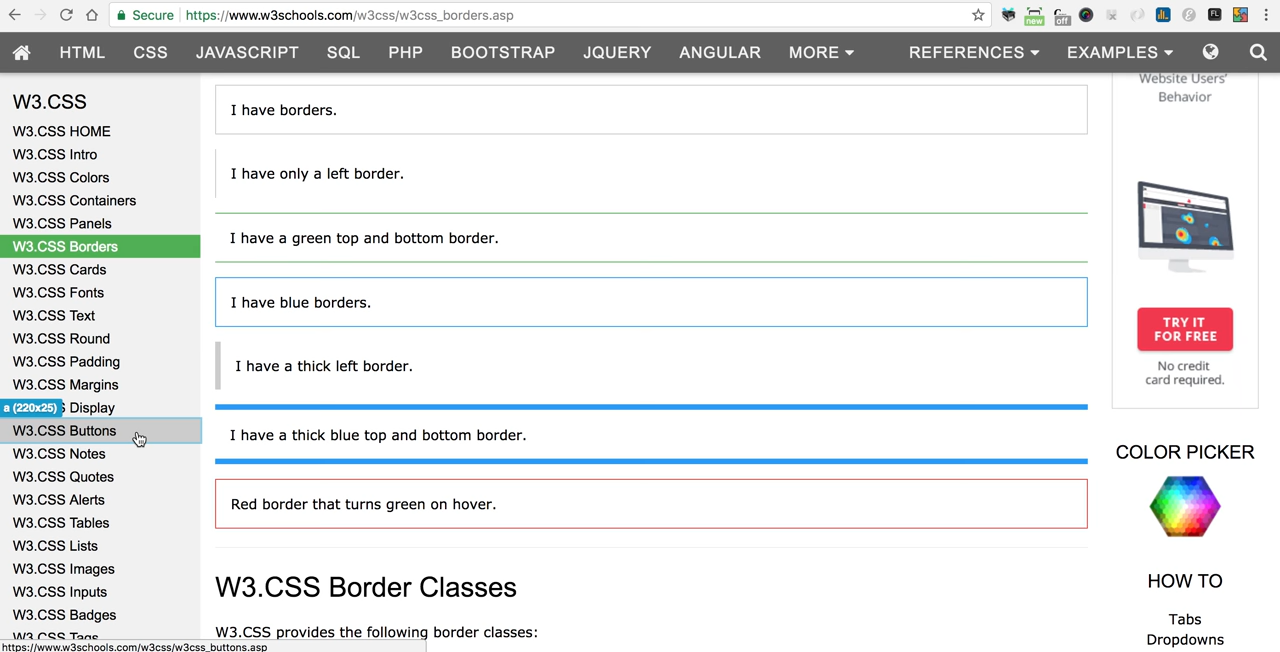 Secure https://www.w3schools.com/w3css/w3css_borders.asp
new
off
FL
HTML CSS JAVASCRIPT SQL PHP BOOTSTRAP JQUERY ANGULAR MORE REFERENCES EXAMPLES
W3.CSS
W3.CSS HOME
W3.CSS Intro
W3.CSS Colors
W3.CSS Containers
W3.CSS Panels
W3.CSS Borders
W3.CSS Cards
W3.CSS Fonts
W3.CSS Text
W3.CSS Round
W3.CSS Padding
W3.CSS Margins
a (220x25) S Display
W3.CSS Buttons
W3.CSS Notes
W3.CSS Quotes
W3.CSS Alerts
W3.CSS Tables
W3.CSS Lists
W3.CSS Images
W3.CSS Inputs
W3.CSS Badges
W3.CSS Tags
https://www.w3schools.com/w3css/w3css_buttons.asp
I have borders.
I have only a left border.
I have a green top and bottom border.
I have blue borders.
I have a thick left border.
I have a thick blue top and bottom border.
Red border that turns green on hover.
W3.CSS Border Classes
W3.CSS provides the following border classes:
Website Users'
Behavior
TRY IT
FOR FREE
No credit
card required.
COLOR PICKER
HOW TO
Tabs
Dropdowns